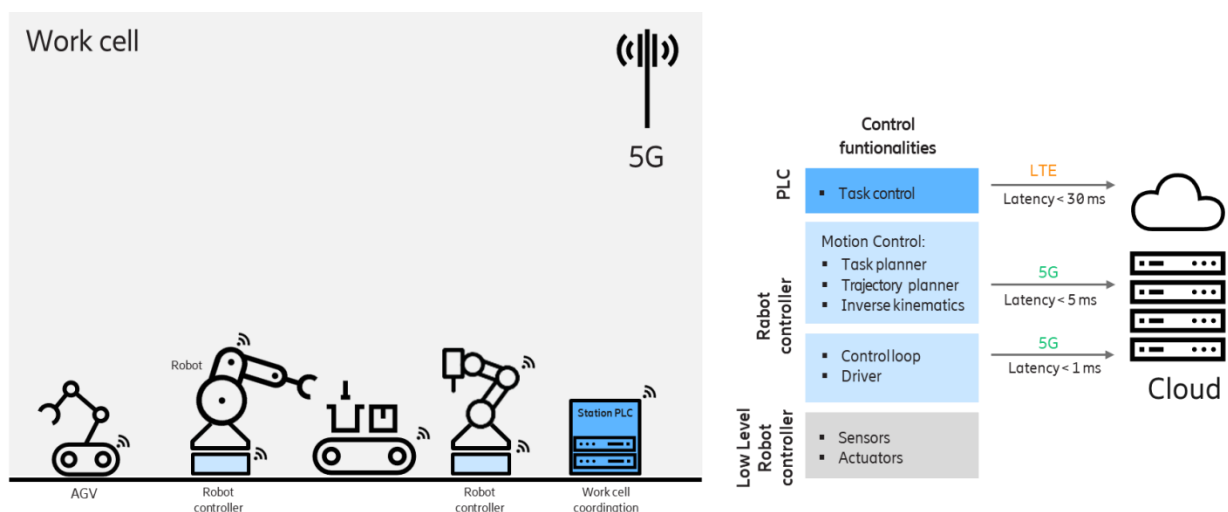 Work cell
5G
Robot
Station PLC
AGV
Robot
controller
Robot
controller
Work cell
coordination
Control
funtionalities
PLC
▪ Task control
LTE
Latency < 30 ms
Rabot
controller
Motion Control:
▪ Task planner
▪ Trajectory planner
▪ Inverse kinematics
5G
Latency < 5 ms
▪ Control loop
▪ Driver
5G
Latency < 1 ms
Cloud
Low Level
Robot
controller
▪ Sensors
▪ Actuators